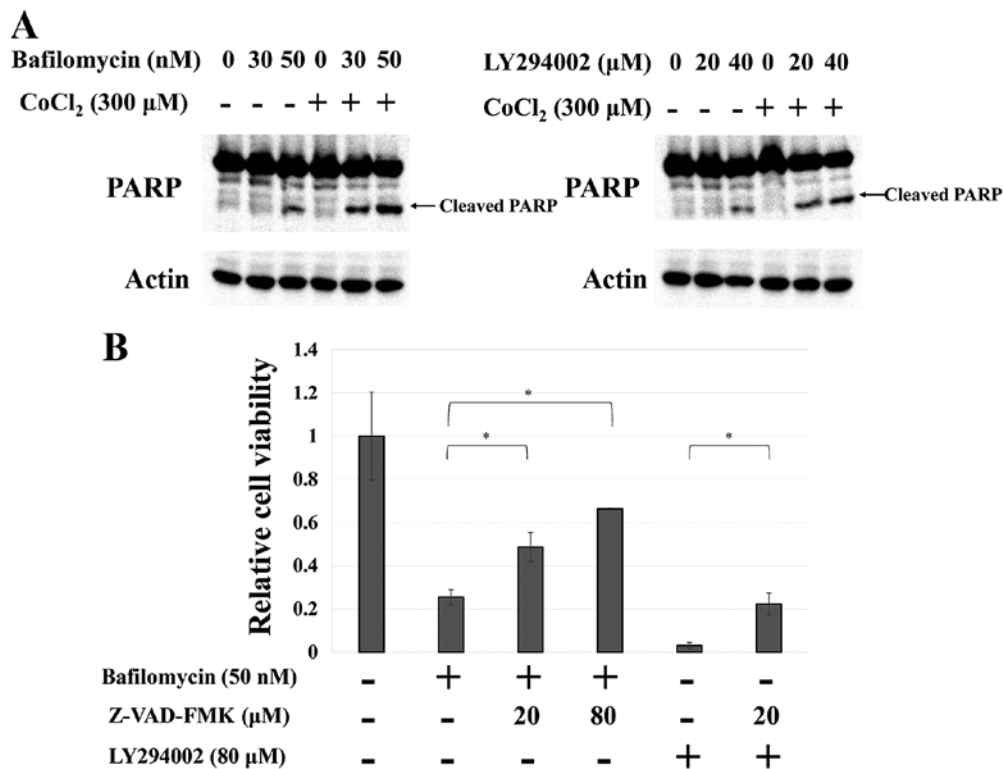 A
Bafilomycin (nM) 0 30 50 0 30 50
CoCl₂ (300 μM) - - - + + +
PARP
Cleaved PARP
Actin
LY294002 (μM) 0 20 40 0 20 40
CoCl₂ (300 μM) - - - + + +
PARP
Cleaved PARP
Actin
B
Relative cell viability
1.4
1.2
1
0.8
0.6
0.4
0.2
0
*
*
*
Bafilomycin (50 nM) - + + + - -
Z-VAD-FMK (μM) - - 20 80 - 20
LY294002 (80 μM) - - - - + +